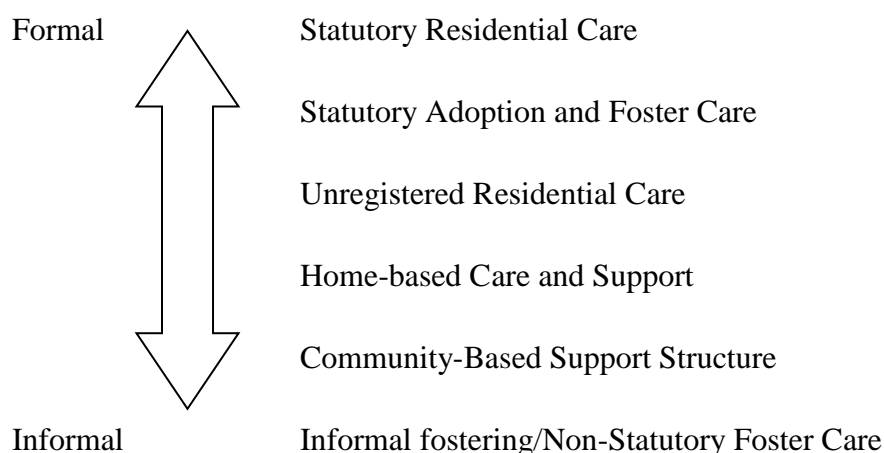 Formal Statutory Residential Care
Statutory Adoption and Foster Care
Unregistered Residential Care
Home-based Care and Support
Community-Based Support Structure
Informal Informal fostering/Non-Statutory Foster Care